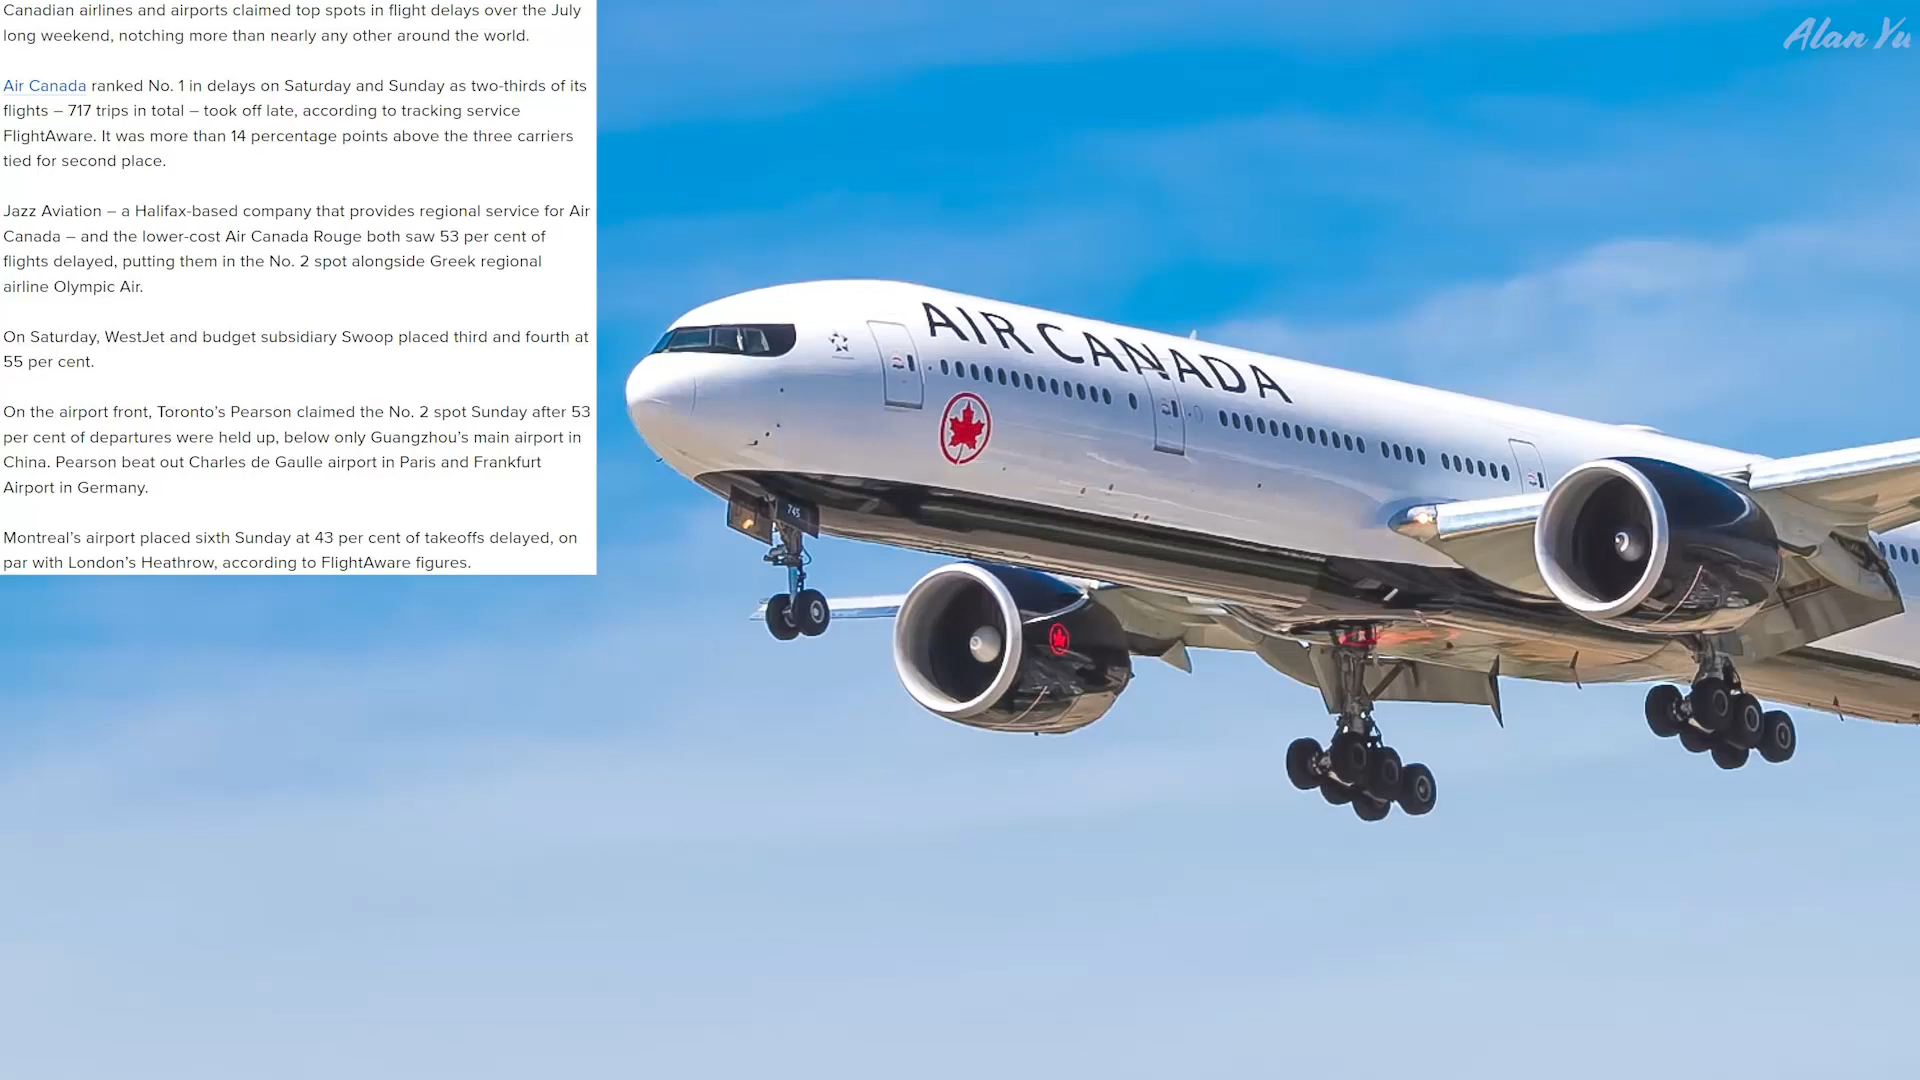 Canadian airlines and airports claimed top spots in flight delays over the July
long weekend, notching more than nearly any other around the world.
Air Canada ranked No. 1 in delays on Saturday and Sunday as two-thirds of its
flights – 717 trips in total – took off late, according to tracking service
FlightAware. It was more than 14 percentage points above the three carriers
tied for second place.
Jazz Aviation – a Halifax-based company that provides regional service for Air
Canada – and the lower-cost Air Canada Rouge both saw 53 per cent of
flights delayed, putting them in the No. 2 spot alongside Greek regional
airline Olympic Air.
On Saturday, WestJet and budget subsidiary Swoop placed third and fourth at
55 per cent.
On the airport front, Toronto’s Pearson claimed the No. 2 spot Sunday after 53
per cent of departures were held up, below only Guangzhou’s main airport in
China. Pearson beat out Charles de Gaulle airport in Paris and Frankfurt
Airport in Germany.
Montreal’s airport placed sixth Sunday at 43 per cent of takeoffs delayed, on
par with London’s Heathrow, according to FlightAware figures.
Alan Yu
AIR CANADA
745